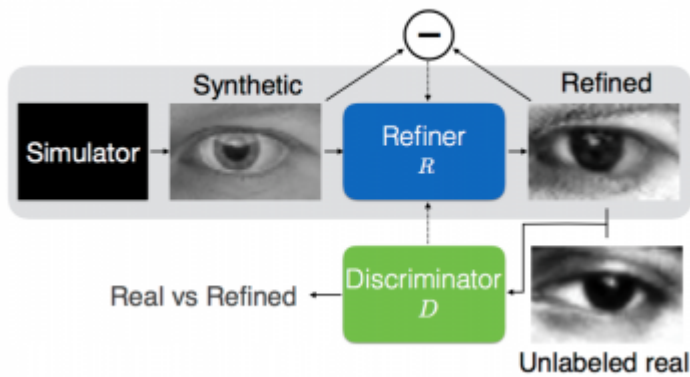 −
Synthetic
Refined
Simulator
Refiner
R
Discriminator
D
Real vs Refined
Unlabeled real